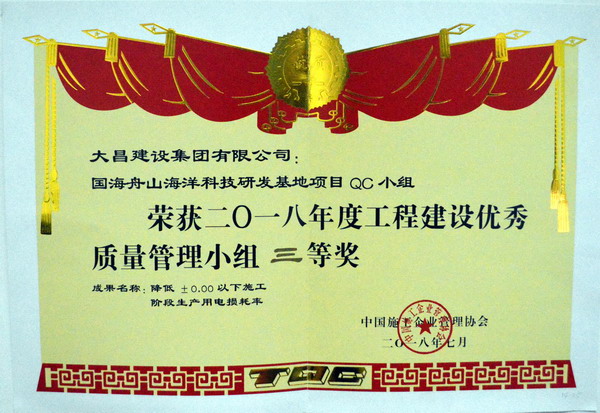 大昌建设集团有限公司：
国海舟山海洋科技研发基地项目 QC 小组
荣获二〇一八年度工程建设优秀
质量管理小组 三等奖
成果名称：降低 ±0.00 以下施工
阶段生产用电损耗率
中国施工企业管理协会
二〇一八年七月
TQC